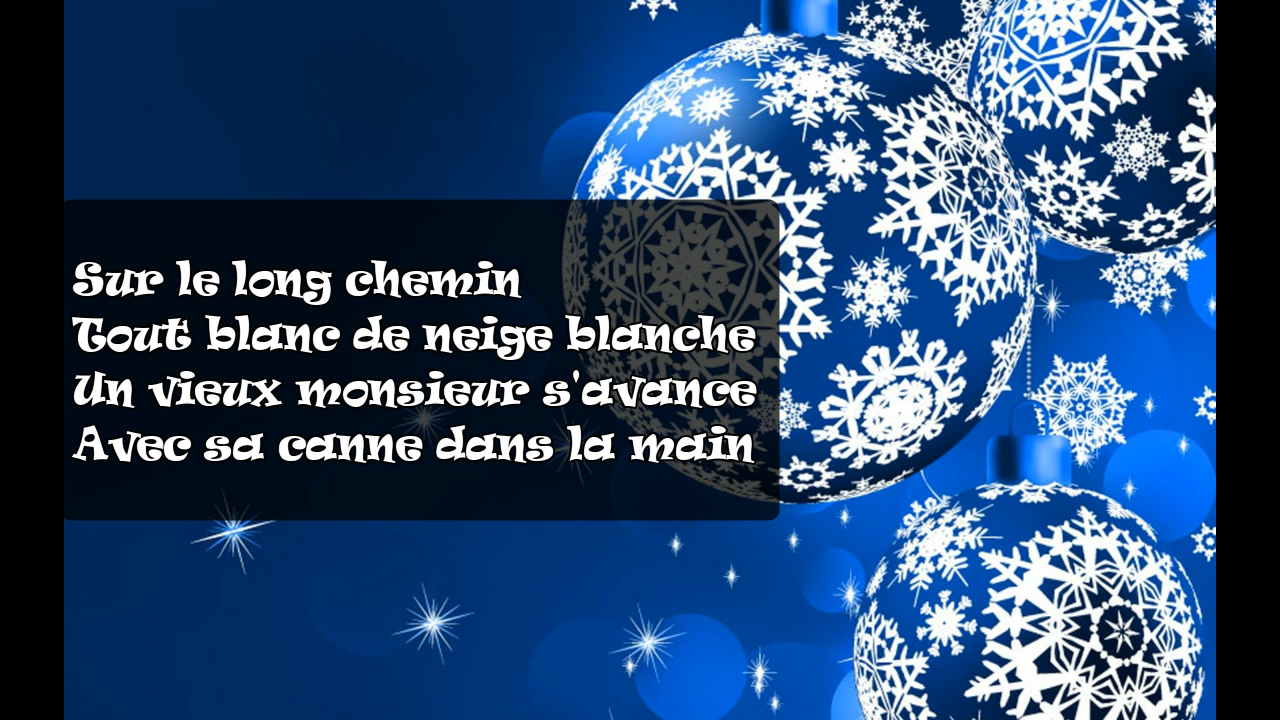 Sur le long chemin
Tout blanc de neige blanche
Un vieux monsieur s'avance
Avec sa canne dans la main